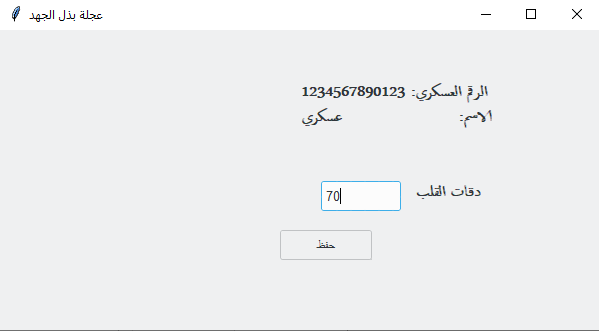 عجلة بذل الجهد
الرقم العسكري: 1234567890123
الاسم: عسكري
دقات القلب 70
حفظ